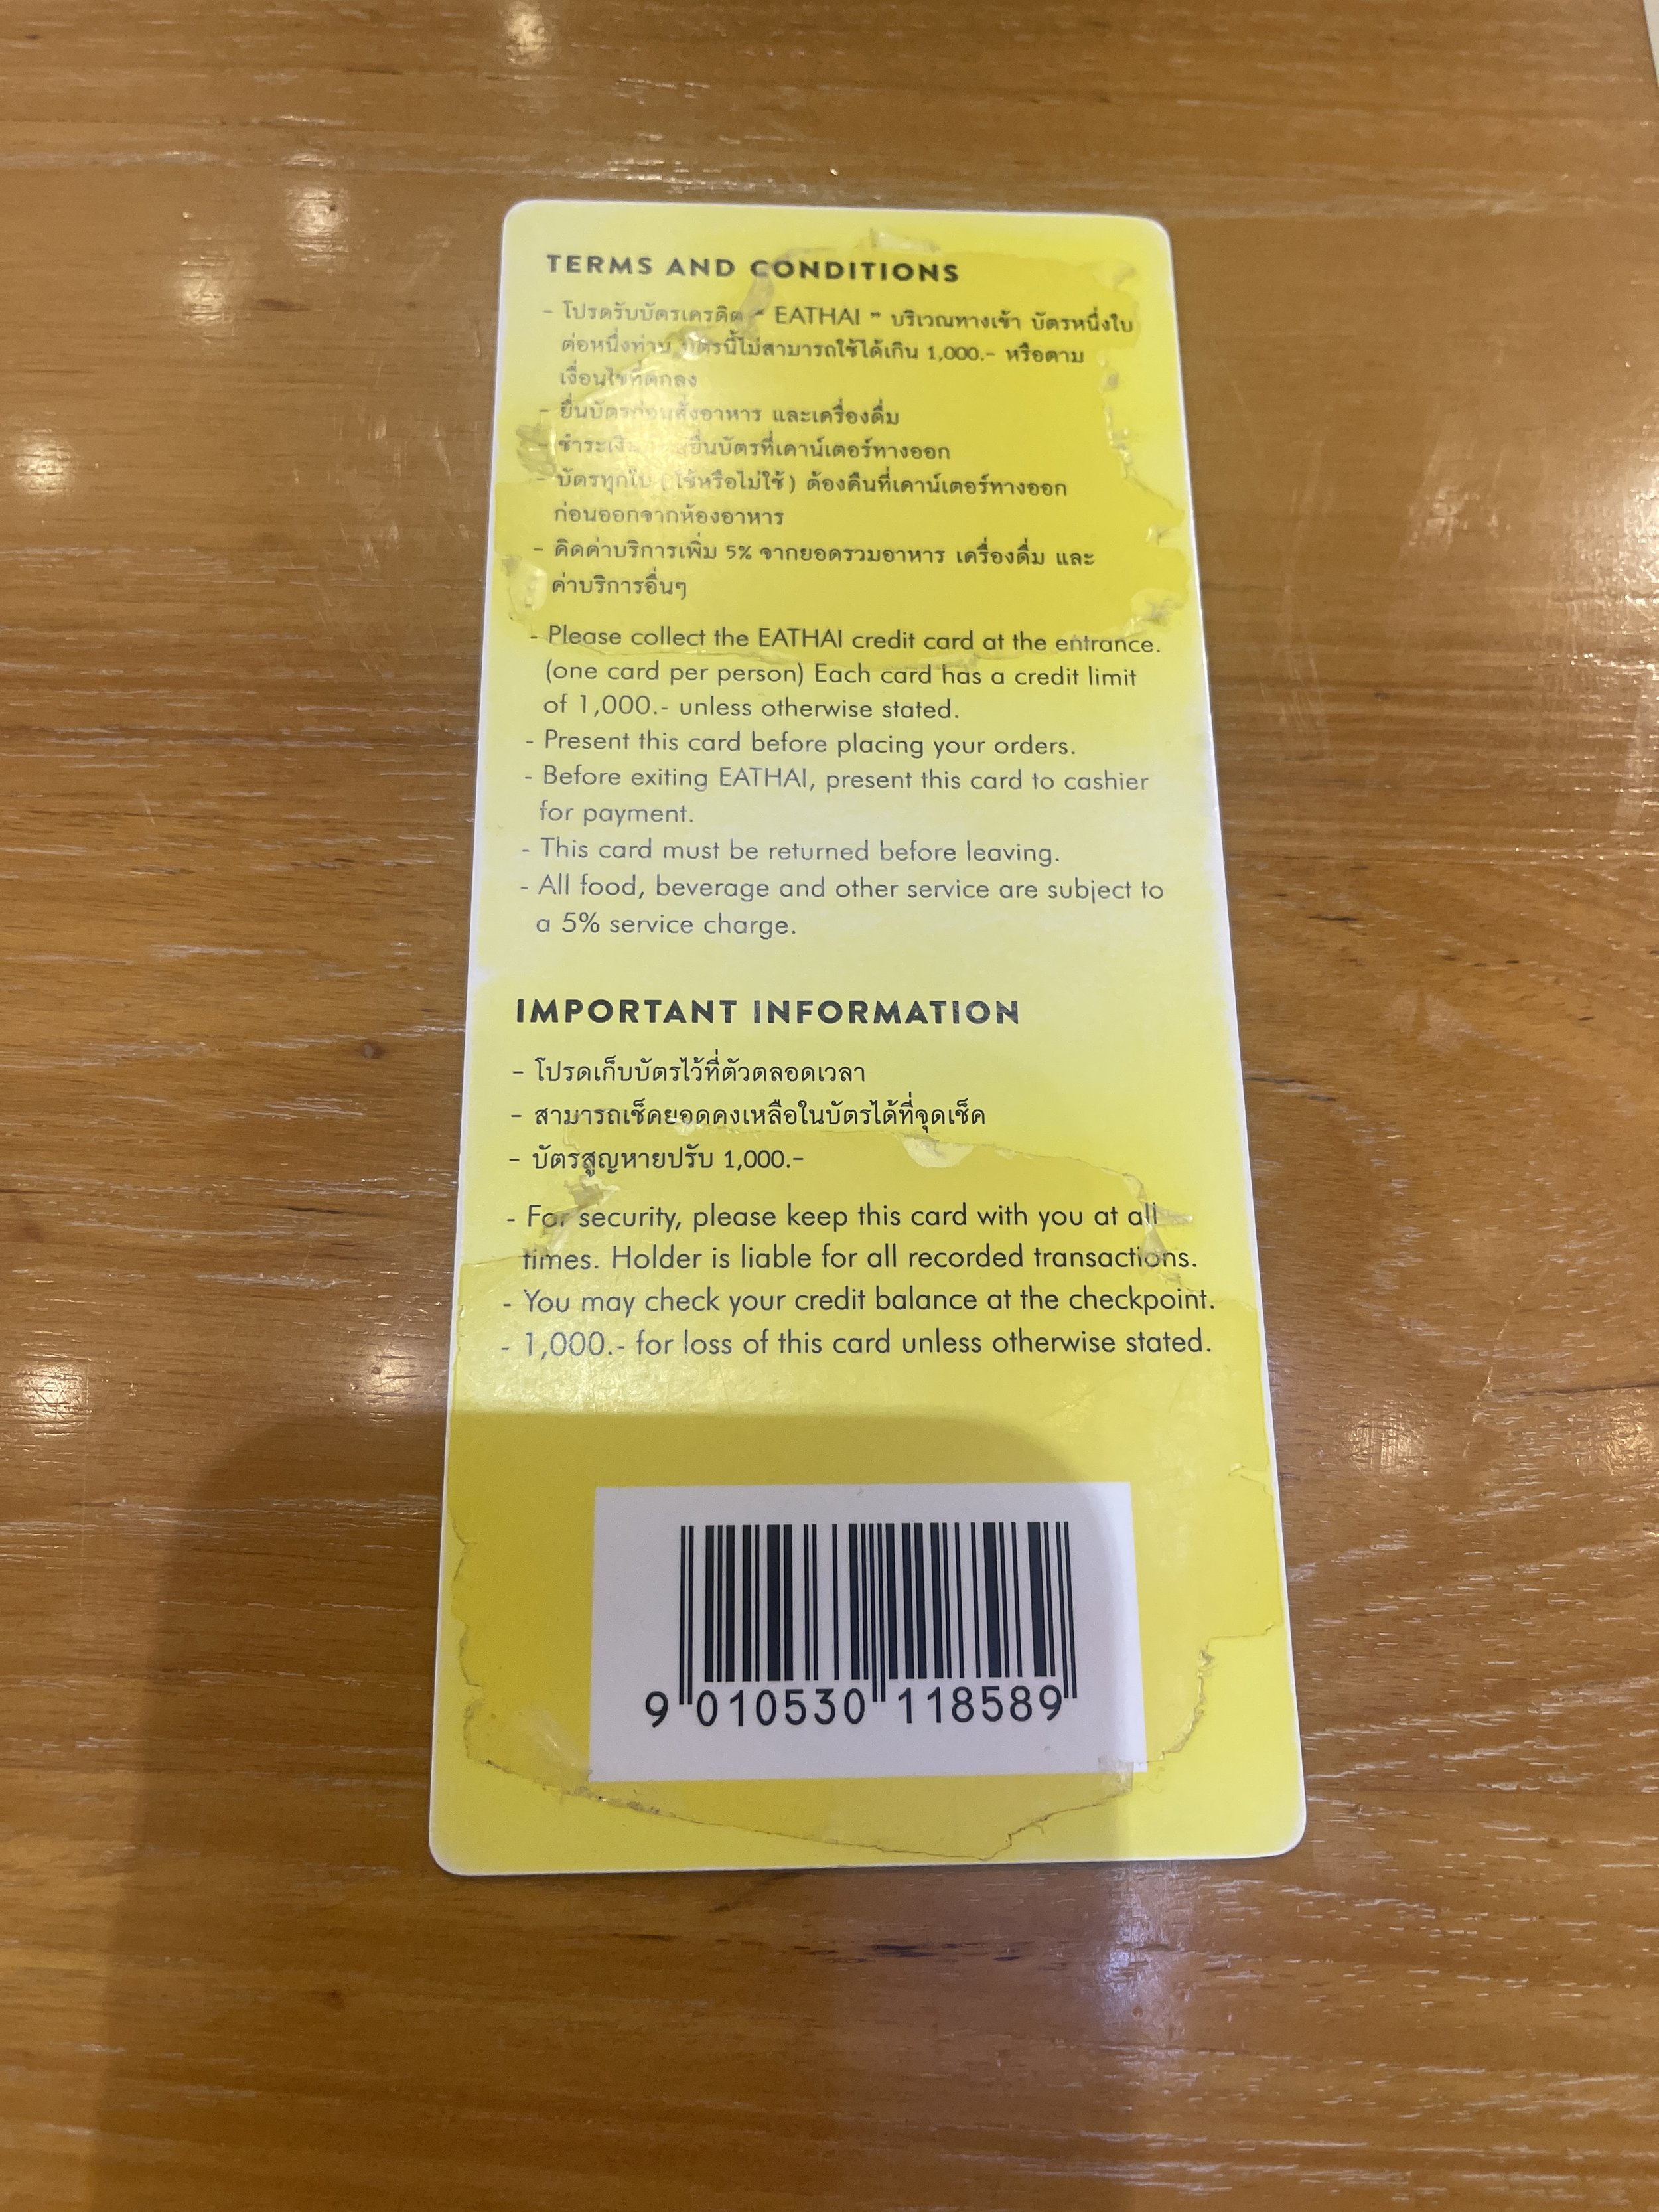 TERMS AND CONDITIONS
- โปรดรับบัตรเครดิต " EATHAI " บริเวณทางเข้า บัตรหนึ่งใบ
ต่อหนึ่งท่าน บัตรนี้ไม่สามารถใช้ได้เกิน 1,000.- หรือตาม
เงื่อนไขที่ตกลง
- ยื่นบัตรก่อนสั่งอาหาร และเครื่องดื่ม
- ชำระเงิน ยื่นบัตรที่เคาน์เตอร์ทางออก
- บัตรทุกใบ (ใช้หรือไม่ใช้) ต้องคืนที่เคาน์เตอร์ทางออก
ก่อนออกจากห้องอาหาร
- คิดค่าบริการเพิ่ม 5% จากยอดรวมอาหาร เครื่องดื่ม และ
ค่าบริการอื่นๆ
- Please collect the EATHAI credit card at the entrance.
(one card per person) Each card has a credit limit
of 1,000.- unless otherwise stated.
- Present this card before placing your orders.
- Before exiting EATHAI, present this card to cashier
for payment.
- This card must be returned before leaving.
- All food, beverage and other service are subject to
a 5% service charge.
IMPORTANT INFORMATION
- โปรดเก็บบัตรไว้ที่ตัวตลอดเวลา
- สามารถเช็คยอดคงเหลือในบัตรได้ที่จุดเช็ค
- บัตรสูญหายปรับ 1,000.-
- For security, please keep this card with you at all
times. Holder is liable for all recorded transactions.
- You may check your credit balance at the checkpoint.
- 1,000.- for loss of this card unless otherwise stated.
9 010530 118589